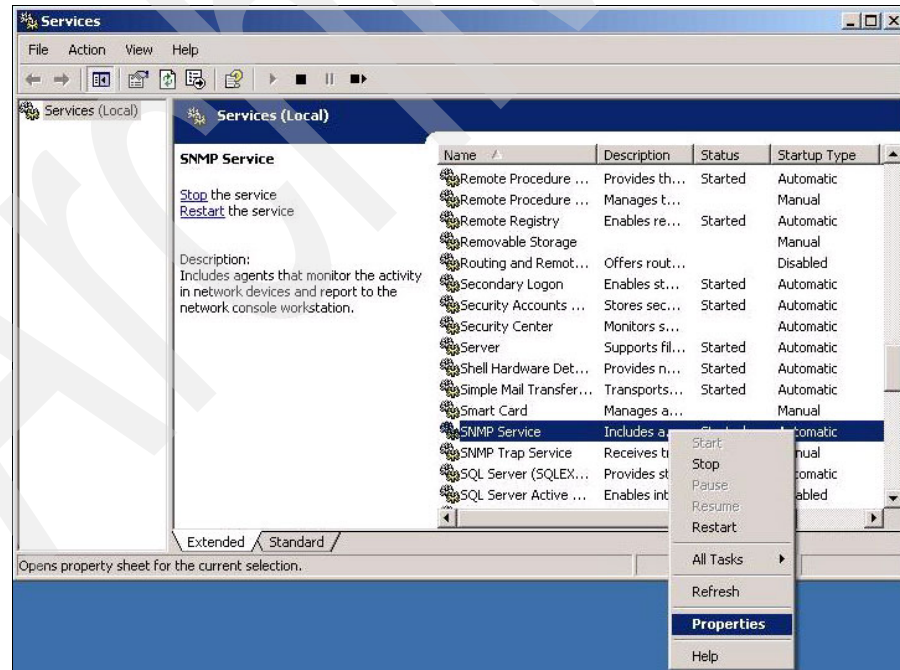 Services
File Action View Help
Services (Local)
Services (Local)
SNMP Service
Stop the service
Restart the service
Description:
Includes agents that monitor the activity
in network devices and report to the
network console workstation.
Name Description Status Startup Type
Remote Procedure ... Provides th... Started Automatic
Remote Procedure ... Manages t... Manual
Remote Registry Enables re... Started Automatic
Removable Storage Manual
Routing and Remot... Offers rout... Disabled
Secondary Logon Enables st... Started Automatic
Security Accounts ... Stores sec... Started Automatic
Security Center Monitors s... Automatic
Server Supports fil... Started Automatic
Shell Hardware Det... Provides n... Started Automatic
Simple Mail Transfer... Transports... Started Automatic
Smart Card Manages a... Manual
SNMP Service Includes a... tomatic
SNMP Trap Service Receives t nual
SQL Server (SQLEX... Provides st omatic
SQL Server Active ... Enables int abled
Start
Stop
Pause
Resume
Restart
All Tasks
Refresh
Properties
Help
Extended Standard
Opens property sheet for the current selection.